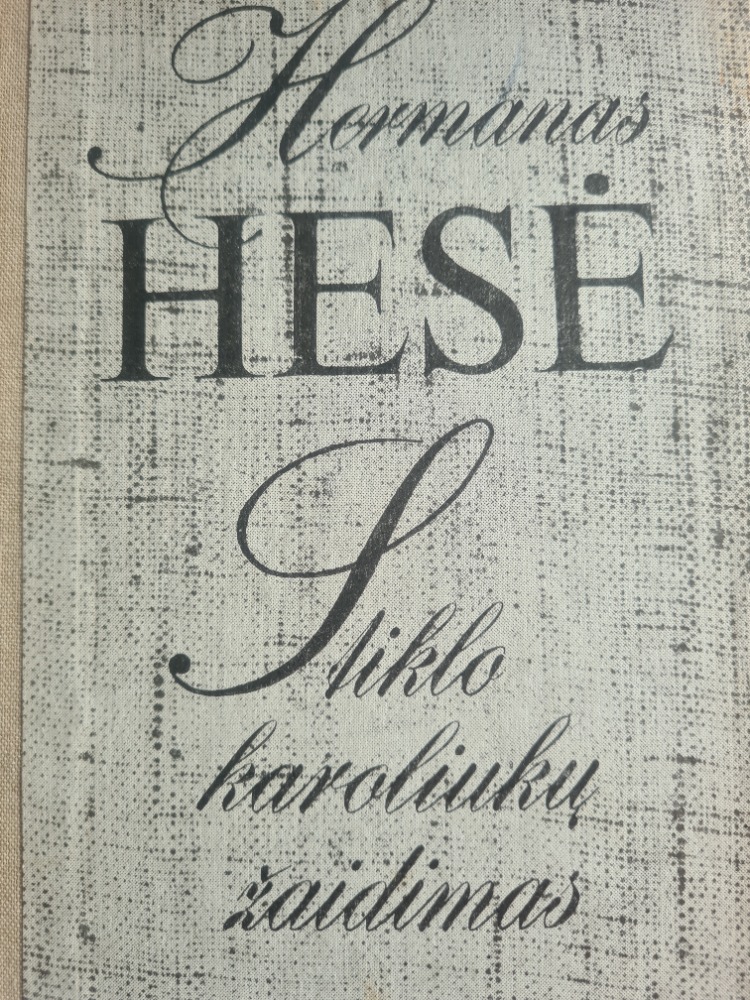 Hermanas
HESĖ
Stiklo
karoliukų
žaidimas